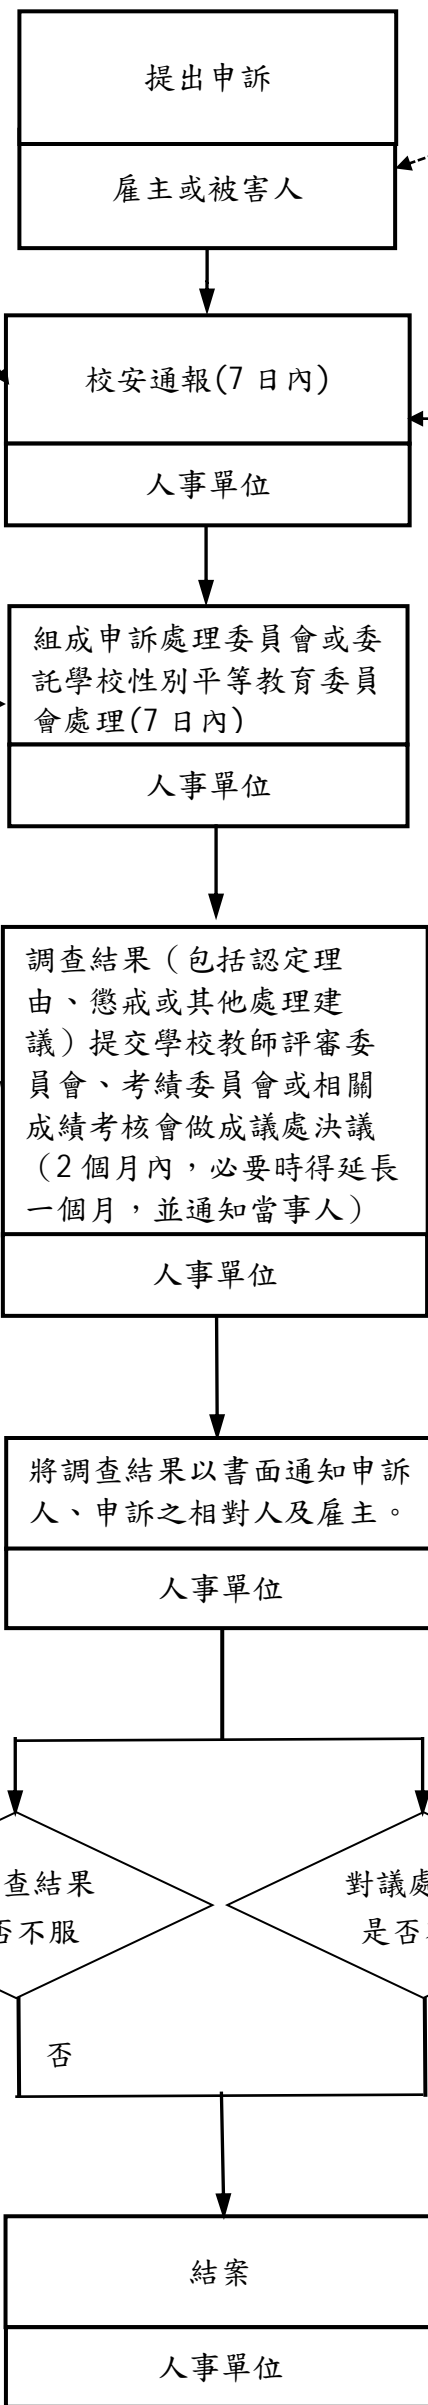 提出申訴
雇主或被害人
校安通報(7 日內)
人事單位
組成申訴處理委員會或委
託學校性別平等教育委員
會處理(7 日內)
人事單位
調查結果（包括認定理
由、懲戒或其他處理建
議）提交學校教師評審委
員會、考績委員會或相關
成績考核會做成議處決議
（2 個月內，必要時得延長
一個月，並通知當事人）
人事單位
將調查結果以書面通知申訴
人、申訴之相對人及雇主。
人事單位
查結果
否不服
對議處
是否
否
結案
人事單位